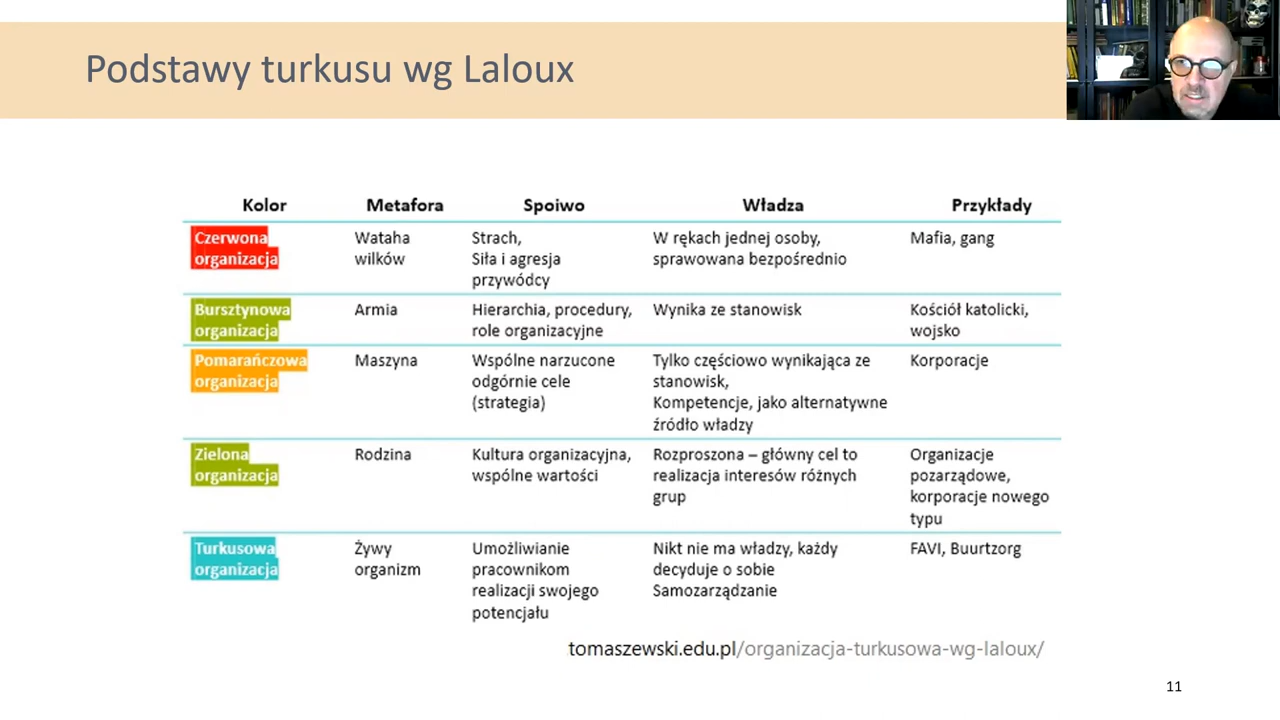 Podstawy turkusu wg Laloux
Kolor Metafora Spoiwo Władza Przykłady
Czerwona organizacja
Wataha wilków
Strach,
Siła i agresja
przywódcy
W rękach jednej osoby,
sprawowana bezpośrednio
Mafia, gang
Bursztynowa
organizacja
Armia
Hierarchia, procedury,
role organizacyjne
Wynika ze stanowisk
Kościół katolicki,
wojsko
Pomarańczowa
organizacja
Maszyna
Wspólne narzucone
odgórnie cele
(strategia)
Tylko częściowo wynikająca ze
stanowisk,
Kompetencje, jako alternatywne
źródło władzy
Korporacje
Zielona
organizacja
Rodzina
Kultura organizacyjna,
wspólne wartości
Rozproszona – główny cel to
realizacja interesów różnych
grup
Organizacje
pozarządowe,
korporacje nowego
typu
Turkusowa
organizacja
Żywy
organizm
Umożliwianie
pracownikom
realizacji swojego
potencjału
Nikt nie ma władzy, każdy
decyduje o sobie
Samozarządzanie
FAVI, Buurtzorg
tomaszewski.edu.pl/organizacja-turkusowa-wg-laloux/
11